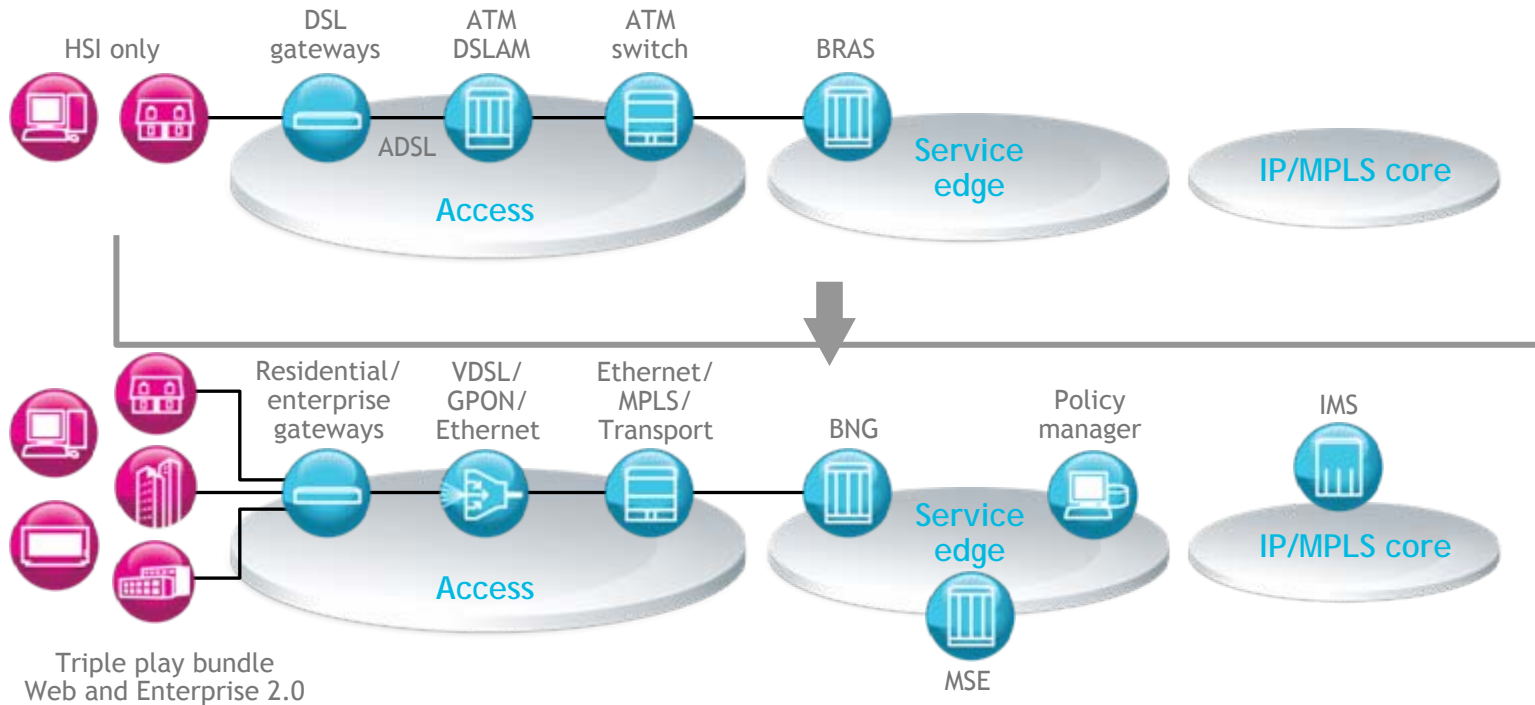 HSI only
DSL
gateways
ATM
DSLAM
ATM
switch
BRAS
ADSL
Access
Service
edge
IP/MPLS core
Residential/
enterprise
gateways
VDSL/
GPON/
Ethernet
Ethernet/
MPLS/
Transport
BNG
Policy
manager
IMS
Access
Service
edge
IP/MPLS core
MSE
Triple play bundle
Web and Enterprise 2.0